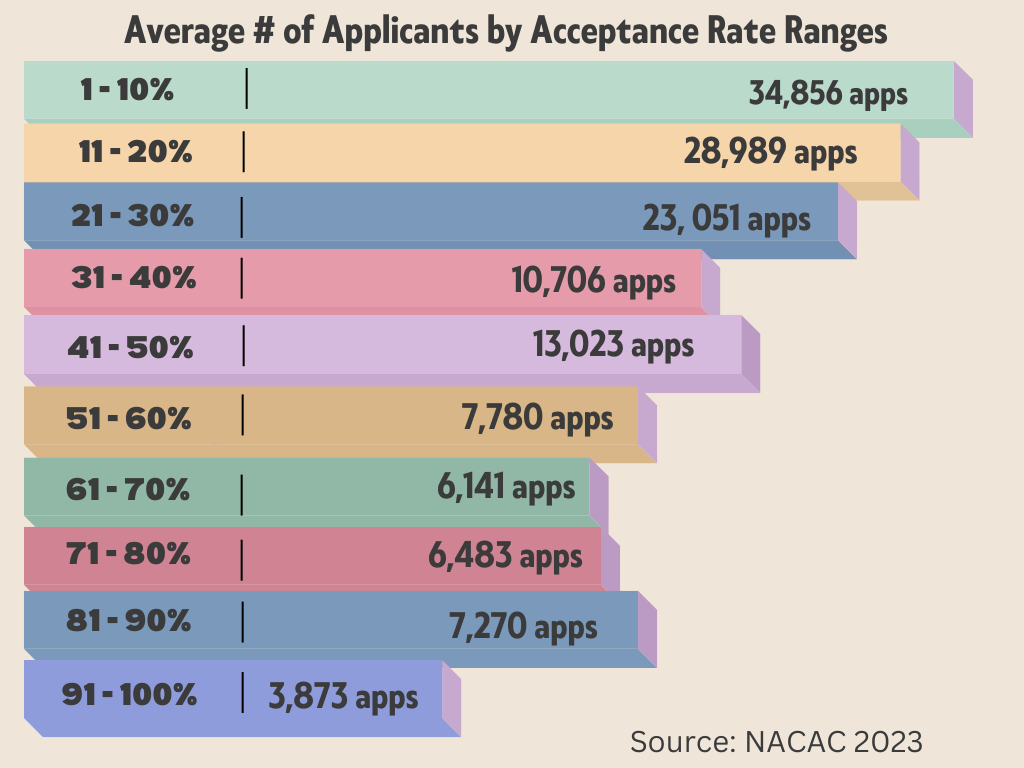 Average # of Applicants by Acceptance Rate Ranges
1 - 10% 34,856 apps
11 - 20% 28,989 apps
21 - 30% 23, 051 apps
31 - 40% 10,706 apps
41 - 50% 13,023 apps
51 - 60% 7,780 apps
61 - 70% 6,141 apps
71 - 80% 6,483 apps
81 - 90% 7,270 apps
91 - 100% 3,873 apps
Source: NACAC 2023